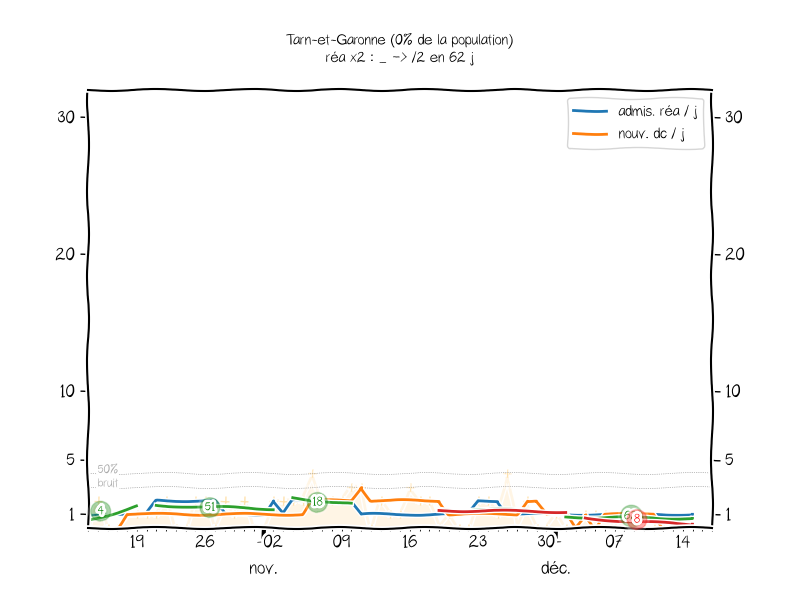 Tarn-et-Garonne (0% de la population)
réa x2 : _ -> /2 en 62 j
admis. réa / j
nouv. dc / j
30
30
20
20
10
10
5
5
50%
bruit
1
1
4
51
18
8
19 26 02 09 16 23 30 07 14
nov. déc.